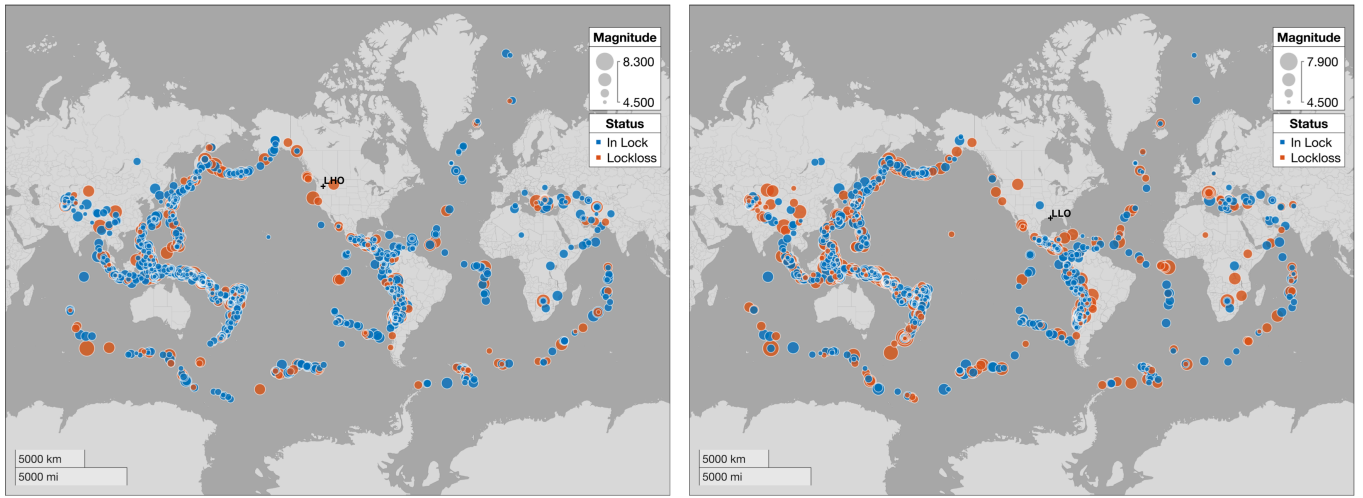 Magnitude
8.300
4.500
Status
In Lock
Lockloss
LHO
5000 km
5000 mi
Magnitude
7.900
4.500
Status
In Lock
Lockloss
LLO
5000 km
5000 mi